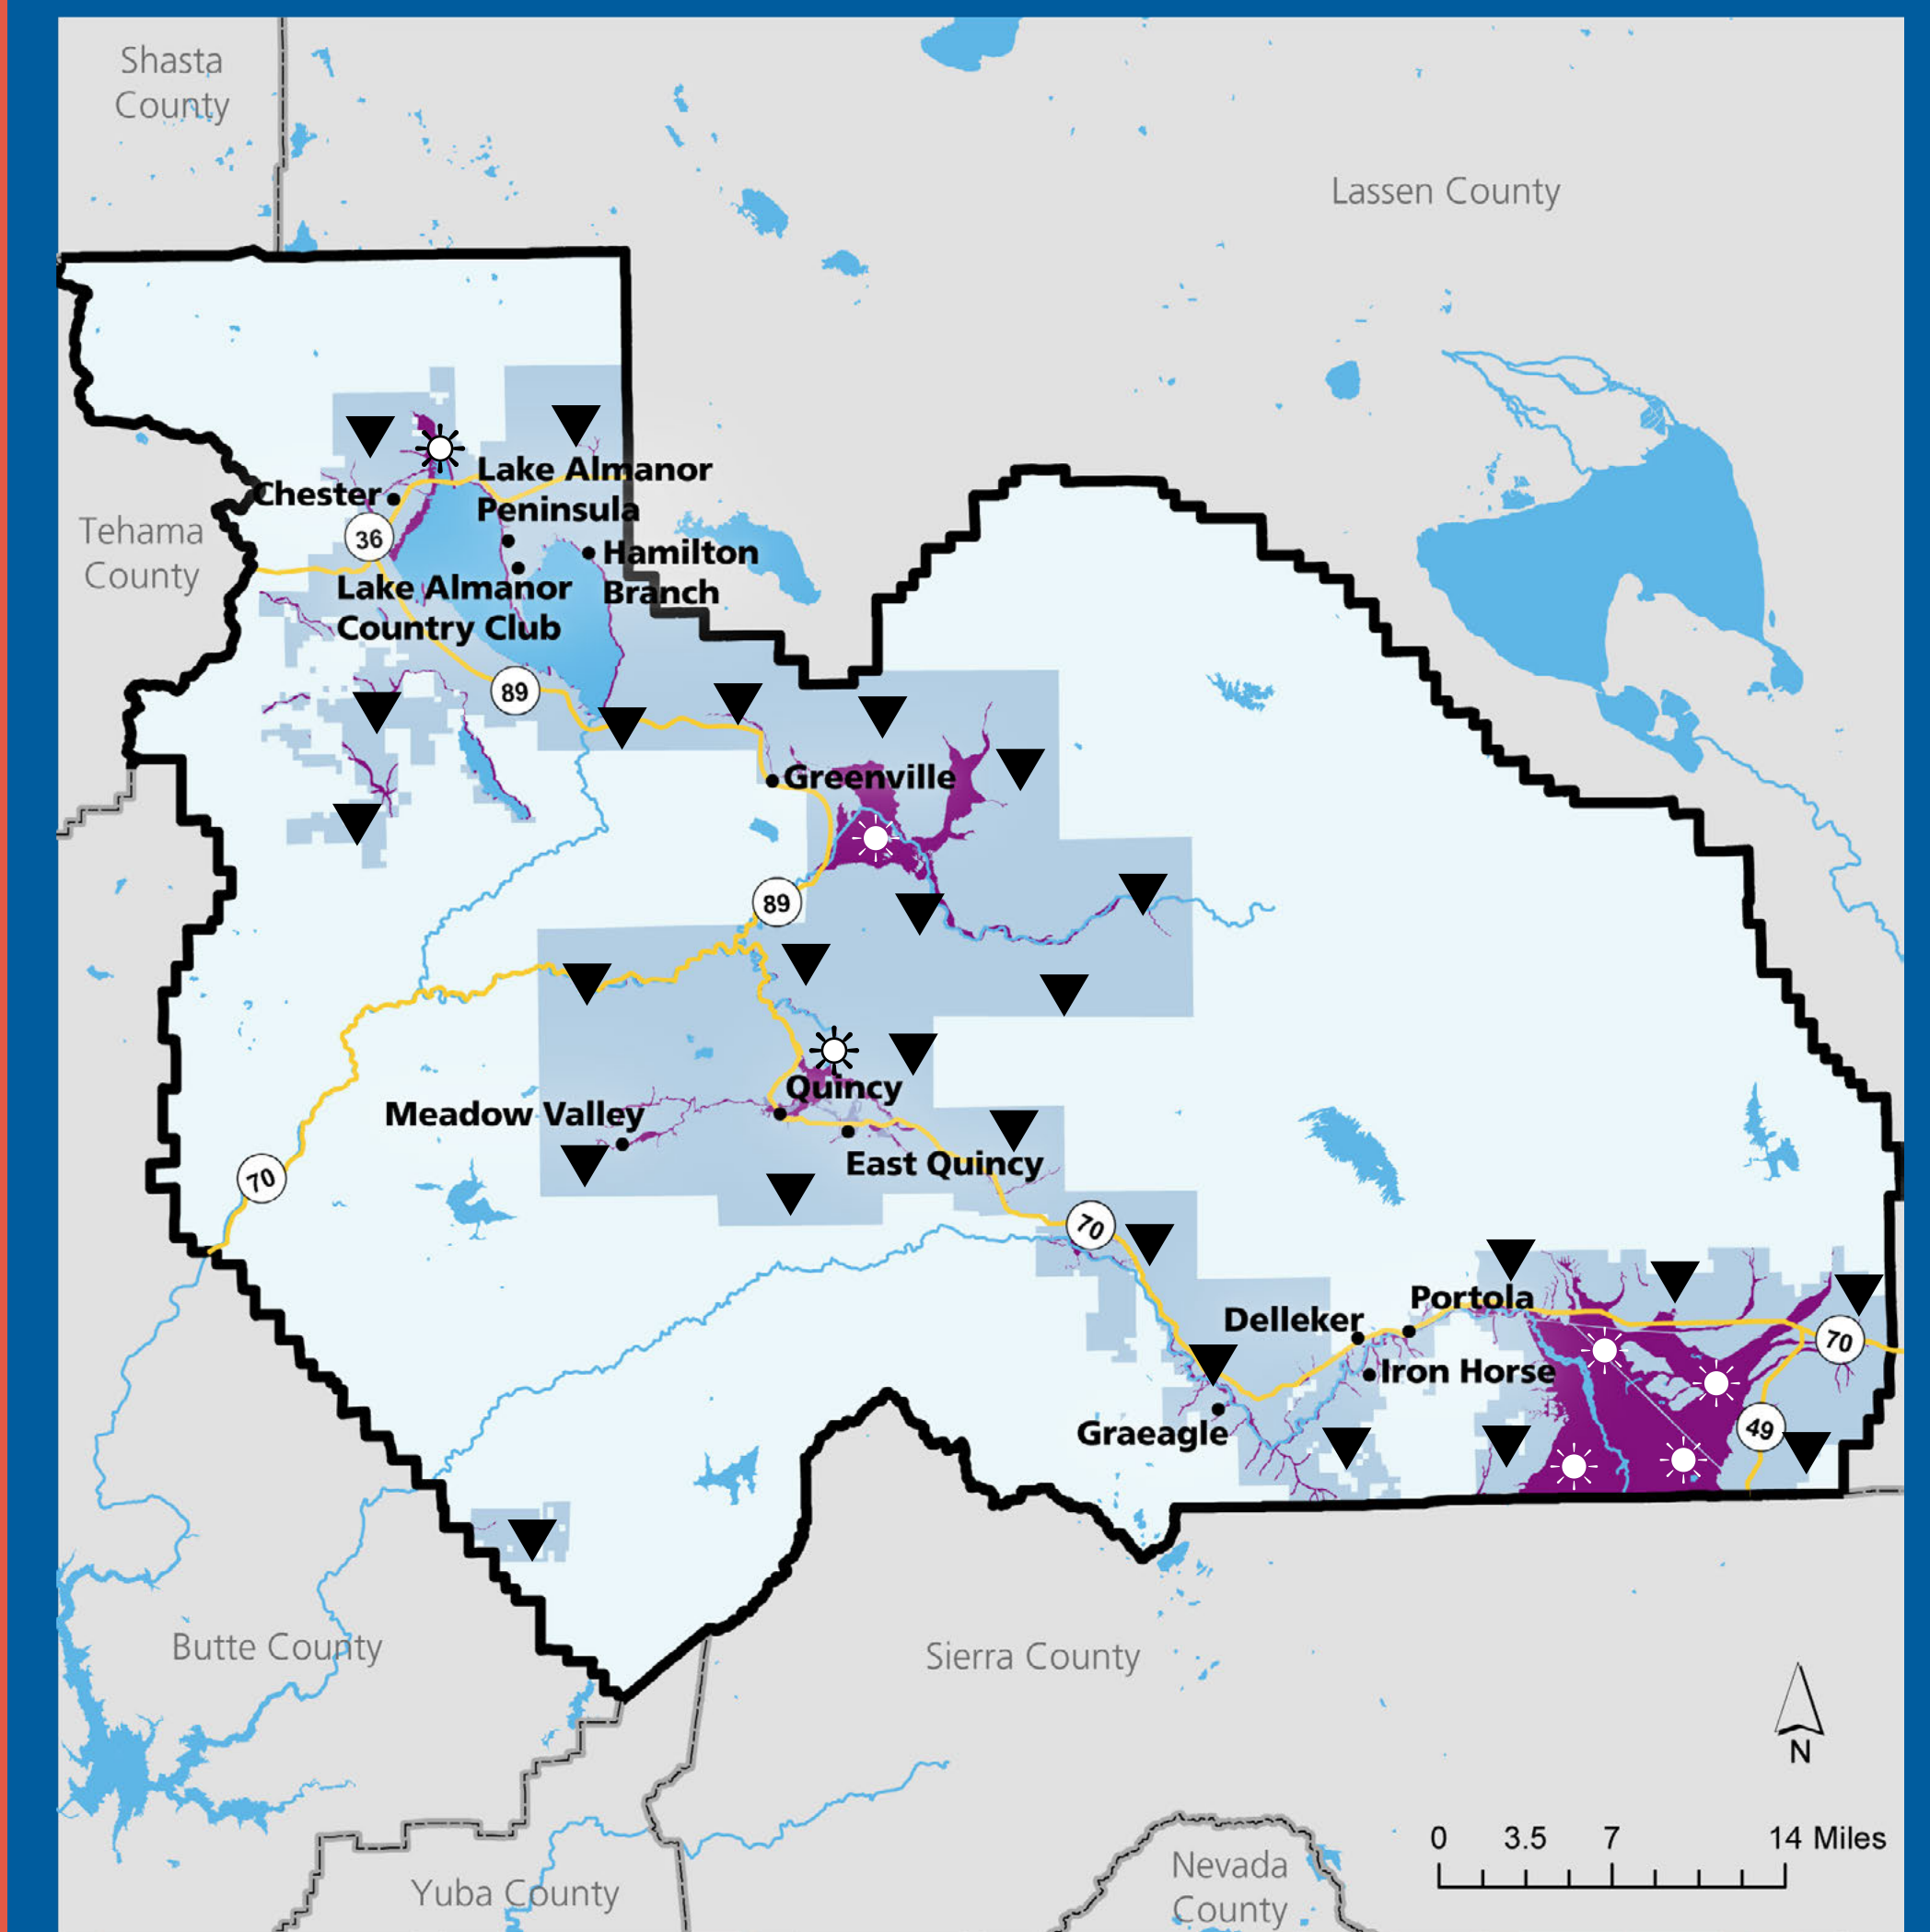 Shasta
County
Lassen County
Lake Almanor
Peninsula
Chester
36
Tehama
County
Hamilton
Branch
Lake Almanor
Country Club
89
Greenville
89
Quincy
Meadow Valley
East Quincy
70
70
Portola
Delleker
70
Iron Horse
Graeagle
49
Butte County
Sierra County
N
0 3.5 7 14 Miles
Nevada
County
Yuba County